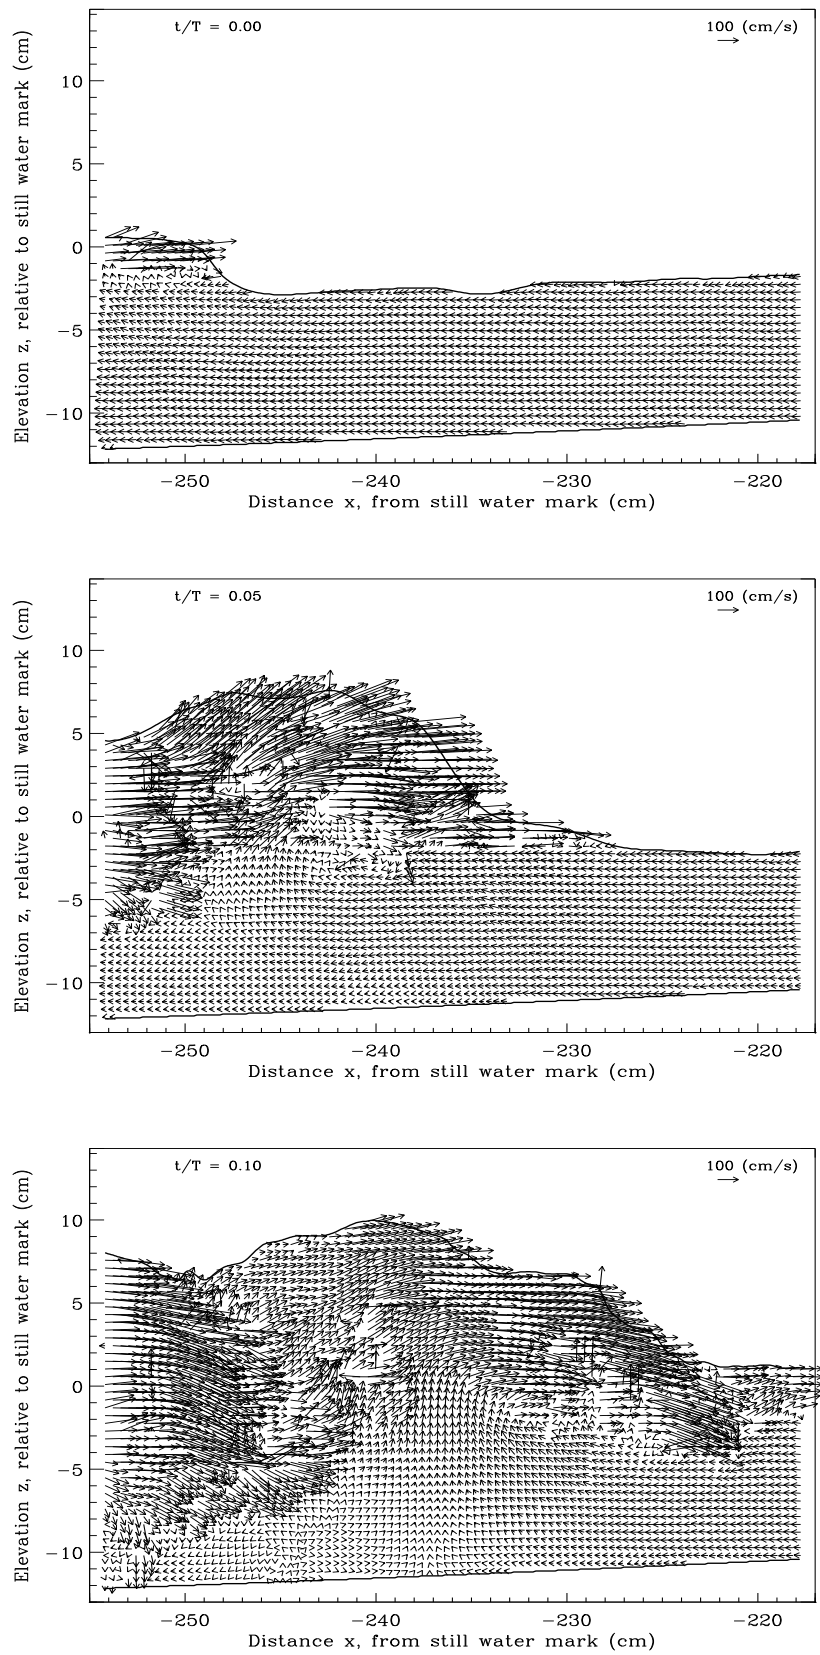 t/T = 0.00
100 (cm/s)
10
5
0
−5
−10
Elevation z, relative to still water mark (cm)
−250 −240 −230 −220
Distance x, from still water mark (cm)
t/T = 0.05
100 (cm/s)
10
5
0
−5
−10
Elevation z, relative to still water mark (cm)
−250 −240 −230 −220
Distance x, from still water mark (cm)
t/T = 0.10
100 (cm/s)
10
5
0
−5
−10
Elevation z, relative to still water mark (cm)
−250 −240 −230 −220
Distance x, from still water mark (cm)